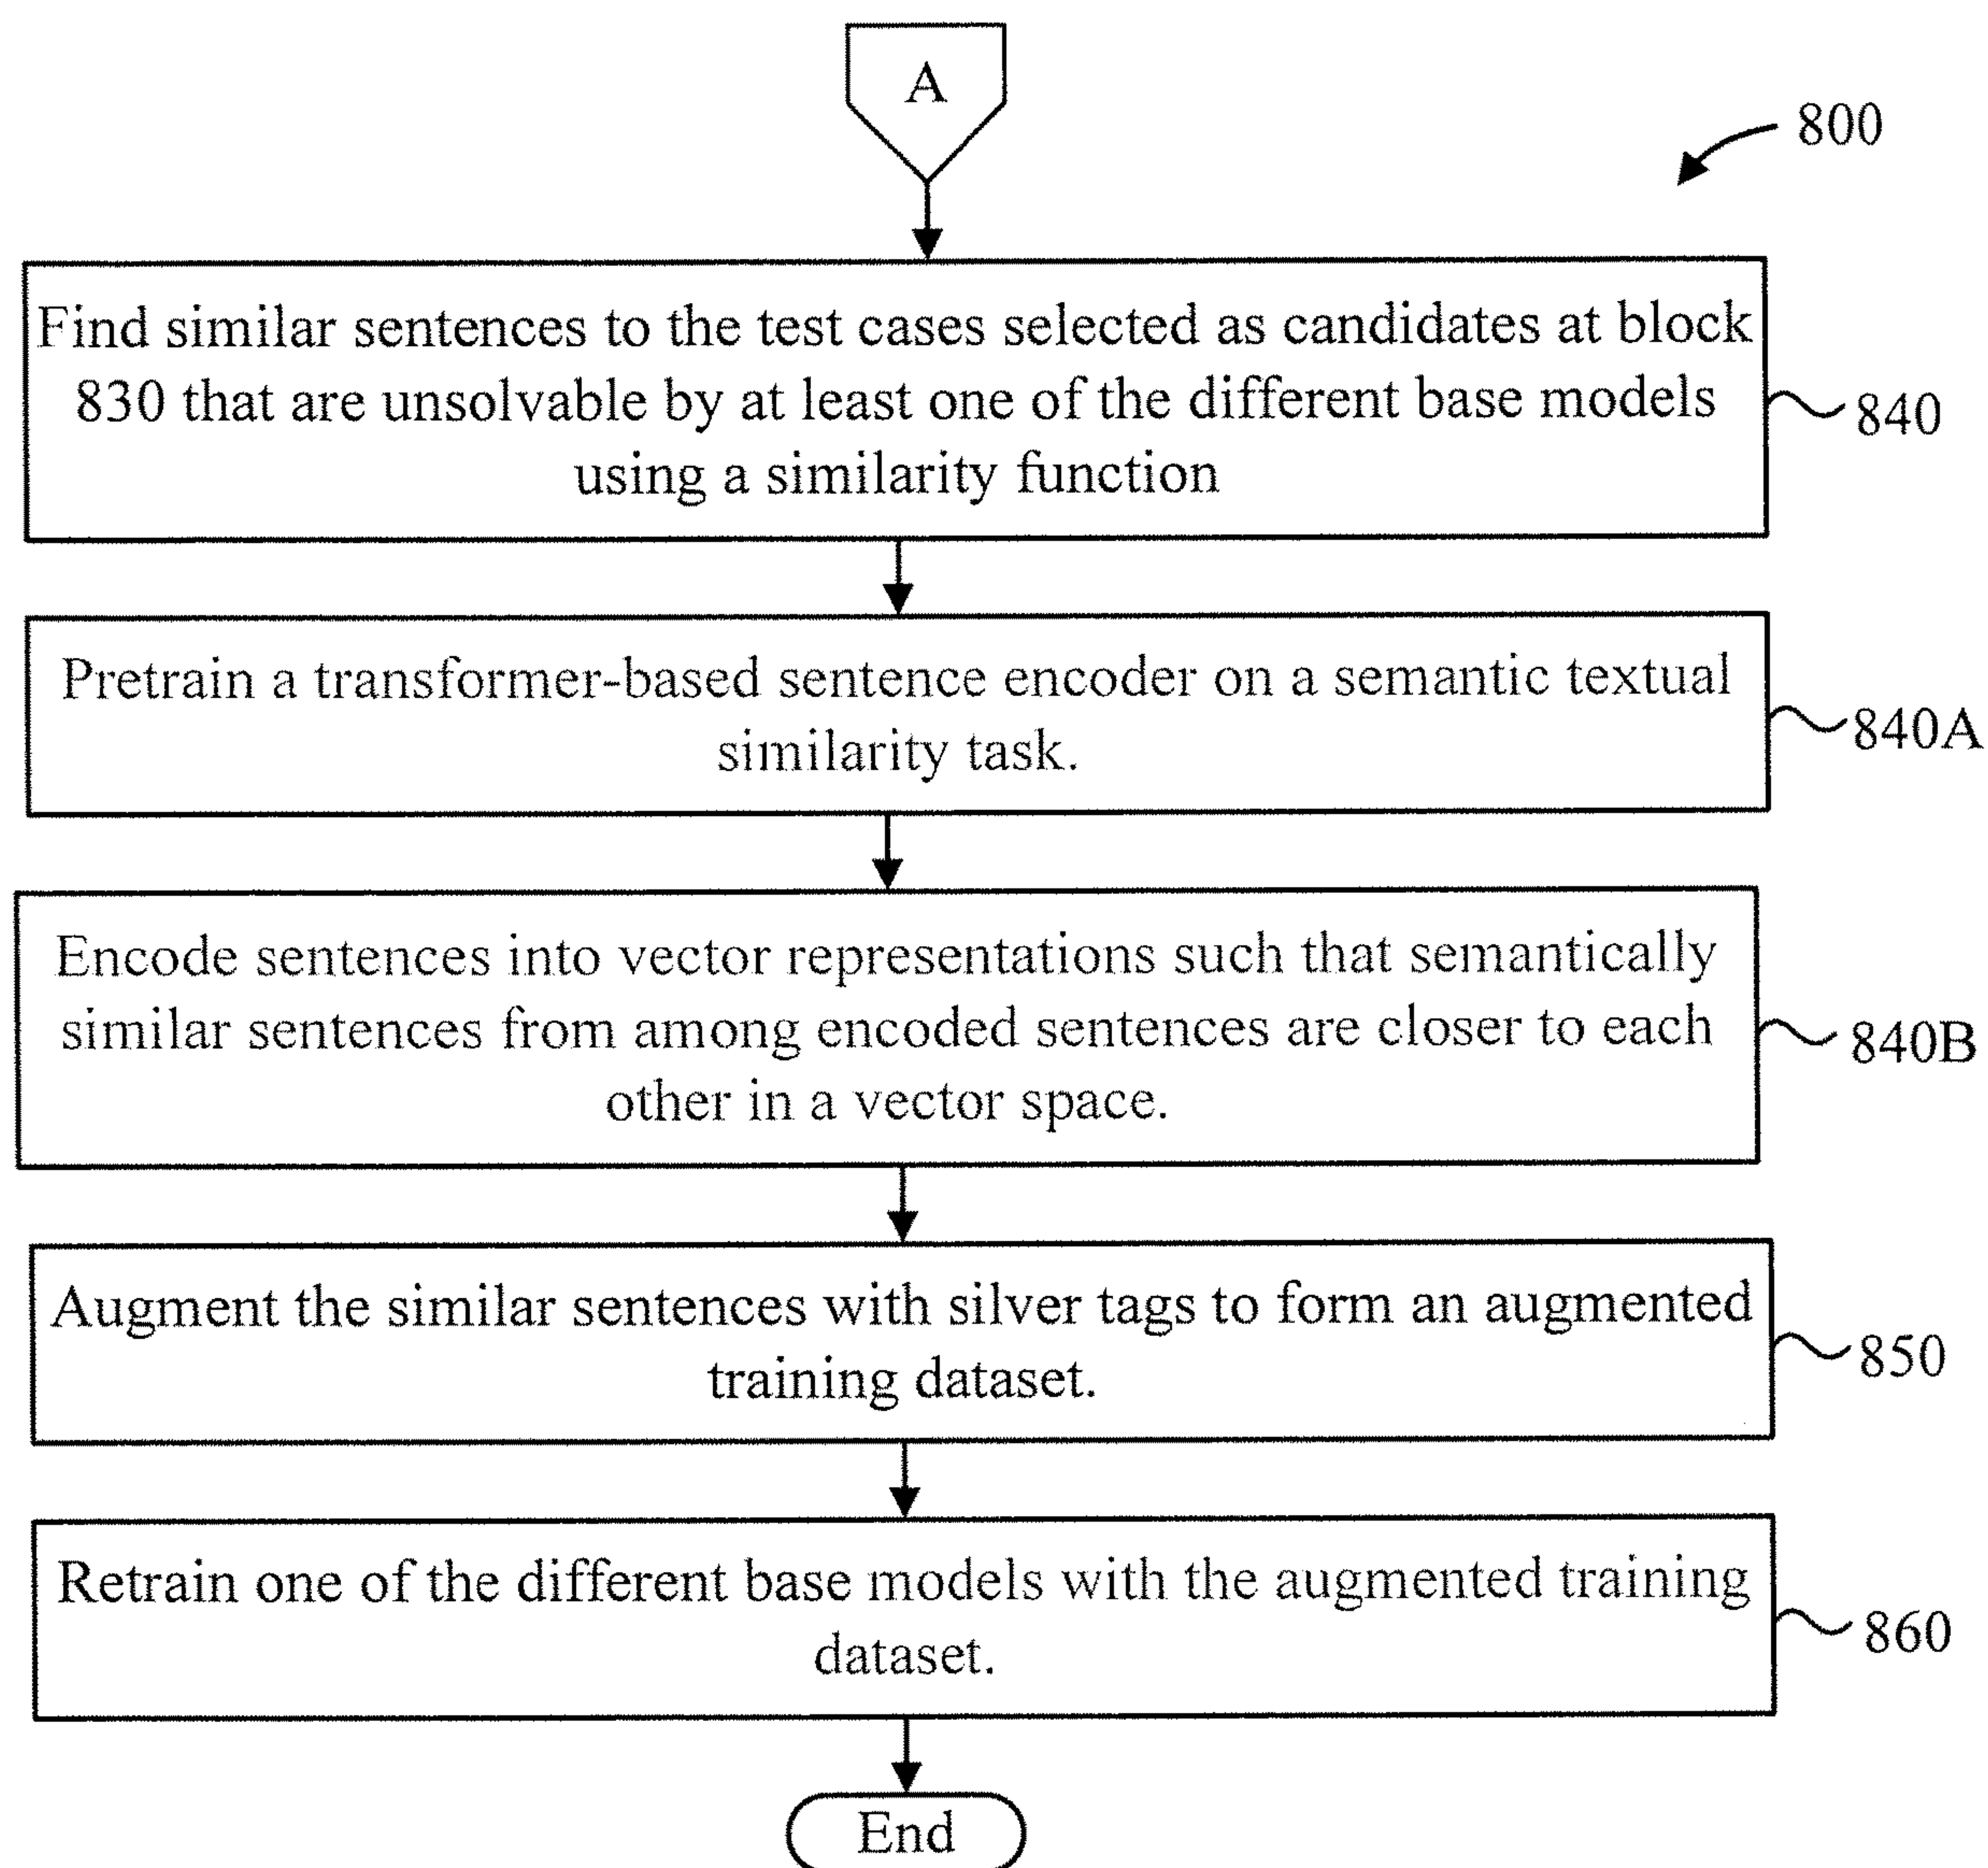 A
800
Find similar sentences to the test cases selected as candidates at block
830 that are unsolvable by at least one of the different base models
using a similarity function
840
Pretrain a transformer-based sentence encoder on a semantic textual
similarity task.
840A
Encode sentences into vector representations such that semantically
similar sentences from among encoded sentences are closer to each
other in a vector space.
840B
Augment the similar sentences with silver tags to form an augmented
training dataset.
850
Retrain one of the different base models with the augmented training
dataset.
860
End